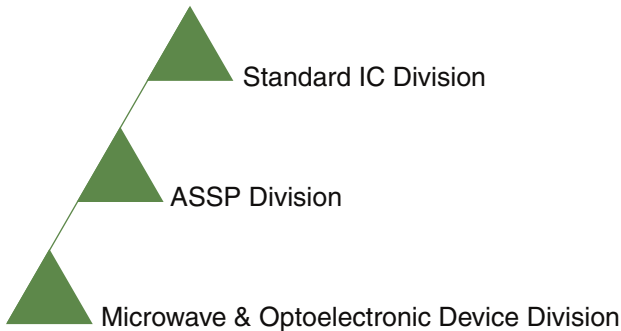 Standard IC Division
ASSP Division
Microwave & Optoelectronic Device Division